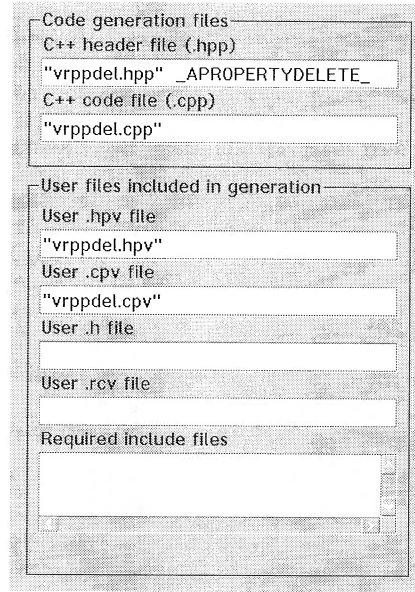 Code generation files
C++ header file (.hpp)
"vrppdel.hpp" _APROPERTYDELETE_
C++ code file (.cpp)
"vrppdel.cpp"
User files included in generation
User .hpv file
"vrppdel.hpv"
User .cpv file
"vrppdel.cpv"
User .h file
User .rcv file
Required include files